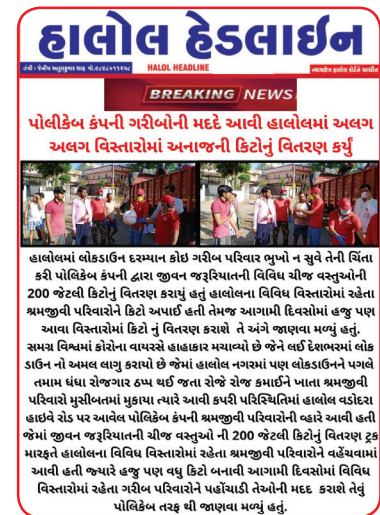 હાલોલ હેડલાઇન
HALOL HEADLINE
BREAKING NEWS
પોલીકેબ કંપની ગરીબોની મદદે આવી હાલોલમાં અલગ
અલગ વિસ્તારોમાં અનાજની કિટોનું વિતરણ કર્યું
હાલોલમાં લોકડાઉન દરમ્યાન કોઇ ગરીબ પરિવાર ભુખો ન સુવે તેની ચિંતા
કરી પોલિકેબ કંપની દ્વારા જીવન જરૂરિયાતની વિવિધ ચીજ વસ્તુઓની
200 જેટલી કિટોનું વિતરણ કરાયું હતું હાલોલના વિવિધ વિસ્તારોમાં રહેતા
શ્રમજીવી પરિવારોને કિટો અપાઈ હતી તેમજ આગામી દિવસોમાં હજુ પણ
આવા વિસ્તારોમાં કિટો નું વિતરણ કરાશે તે અંગે જાણવા મળ્યું હતું.
સમગ્ર વિશ્વમાં કોરોના વાયરસે હાહાકાર મચાવ્યો છે જેને લઈ દેશભરમાં લોક
ડાઉન નો અમલ લાગુ કરાયો છે જેમાં હાલોલ નગરમાં પણ લોકડાઉનને પગલે
તમામ ધંધા રોજગાર ઠપ્પ થઈ જતા રોજે રોજ કમાઈને ખાતા શ્રમજીવી
પરિવારો મુસીબતમાં મુકાયા ત્યારે આવી કપરી પરિસ્થિતિમાં હાલોલ વડોદરા
હાઇવે રોડ પર આવેલ પોલિકેબ કંપની શ્રમજીવી પરિવારોની વ્હારે આવી હતી
જેમાં જીવન જરૂરિયાતની ચીજ વસ્તુઓ ની 200 જેટલી કિટોનું વિતરણ ટ્રક
મારફતે હાલોલના વિવિધ વિસ્તારોમાં રહેતા શ્રમજીવી પરિવારોને વહેંચવામાં
આવી હતી જ્યારે હજુ પણ વધુ કિટો બનાવી આગામી દિવસોમાં વિવિધ
વિસ્તારોમાં રહેતા ગરીબ પરિવારોને પહોંચાડી તેઓની મદદ કરાશે તેવું
પોલિકેબ તરફ થી જાણવા મળ્યું હતું.